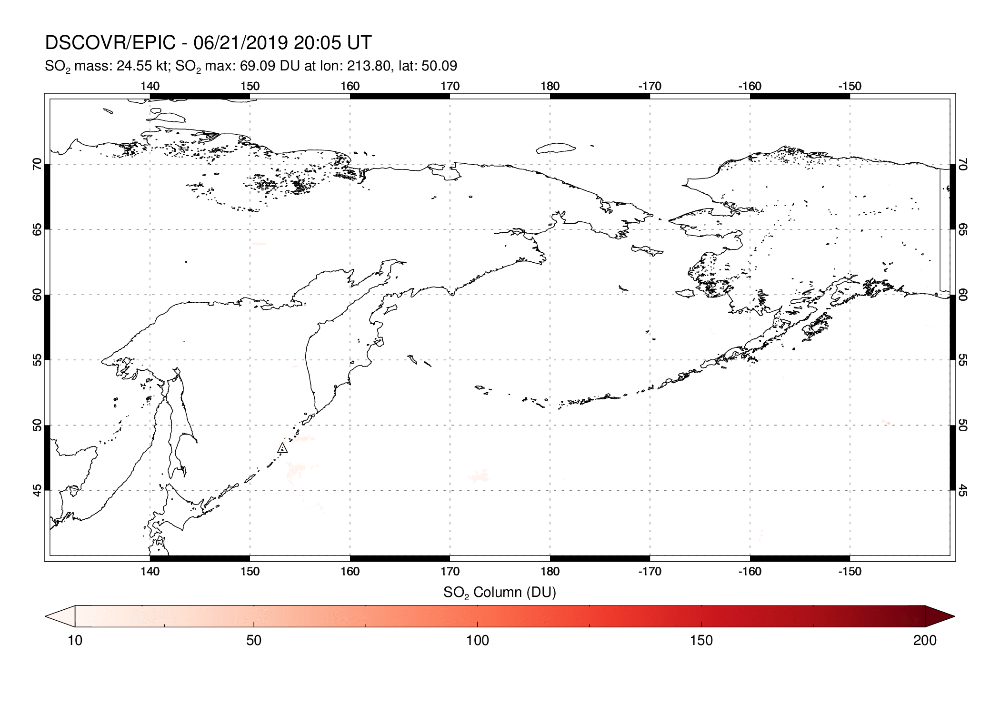 DSCOVR/EPIC - 06/21/2019 20:05 UT
SO2 mass: 24.55 kt; SO2 max: 69.09 DU at lon: 213.80, lat: 50.09
140 150 160 170 180 -170 -160 -150
70 70
65 65
60 60
55 55
50 50
45 45
140 150 160 170 180 -170 -160 -150
SO2 Column (DU)
10 50 100 150 200